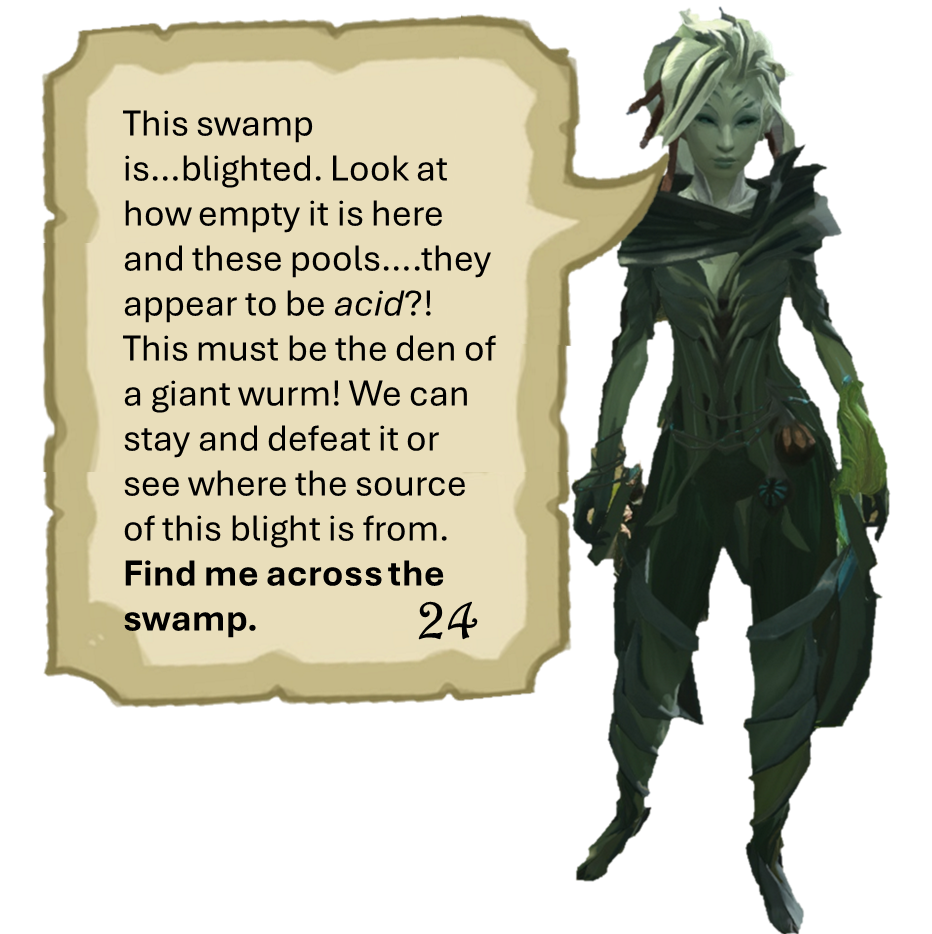 This swamp
is...blighted. Look at
how empty it is here
and these pools....they
appear to be acid?!
This must be the den of
a giant wurm! We can
stay and defeat it or
see where the source
of this blight is from.
Find me across the
swamp.
24